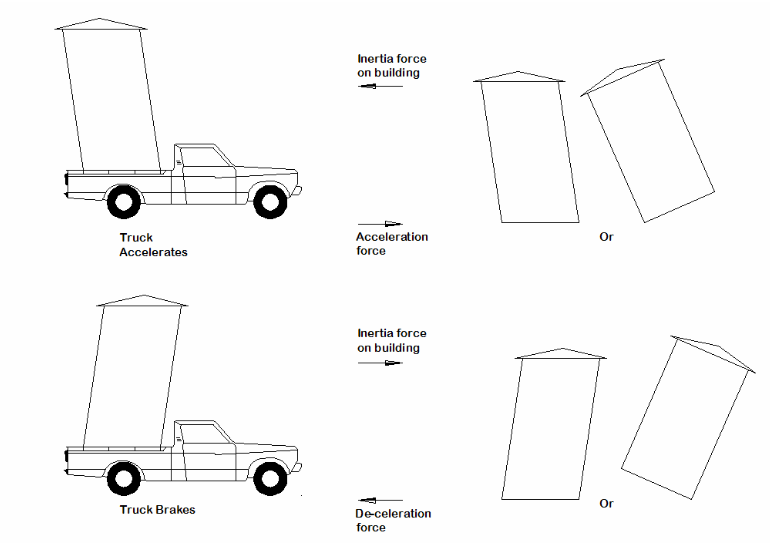 Inertia force
on building
Truck
Accelerates
Acceleration
force
Or
Inertia force
on building
Truck Brakes
De-celeration
force
Or